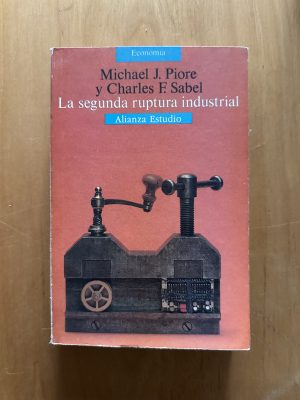 Economía
Michael J. Piore
y Charles F. Sabel
La segunda ruptura industrial
Alianza Estudio